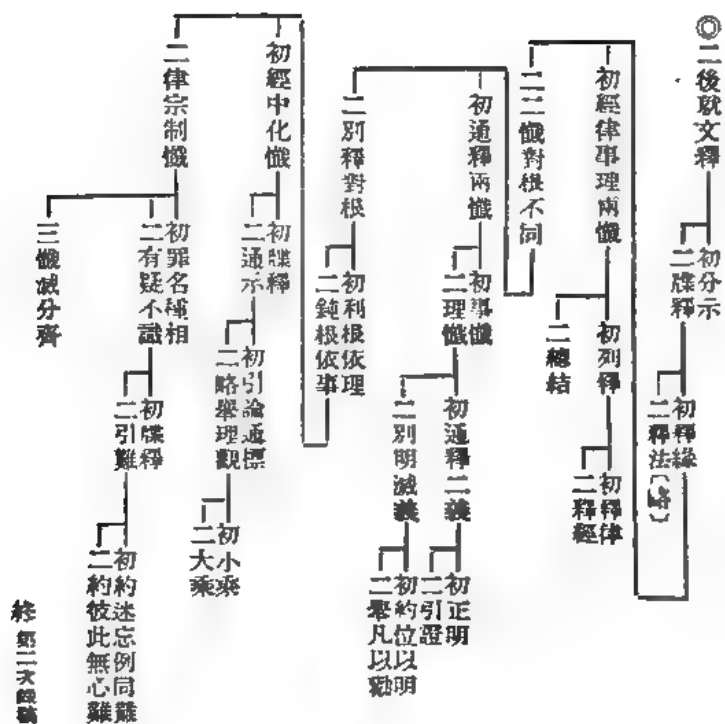 ◎二後就文釋
初分示
二牒釋
初釋緣
二釋法〔略〕
初經律事理兩懺
初列釋
二總結
初釋律
二釋經
二二懺對根不同
初通釋兩懺
初事懺
二理懺
初通釋二義
二別明滅義
初正明
二引證
初約位以明
二舉凡以勸
二別釋對根
初利根依理
二鈍根依事
初經中化懺
初牒釋
二通示
初引論通標
二略舉理觀
初小乘
二大乘
二律宗制懺
初罪名種相
二有疑不識
三懺滅分齊
初牒釋
二引難
初約迷忘例同難
二約彼此無心難
終